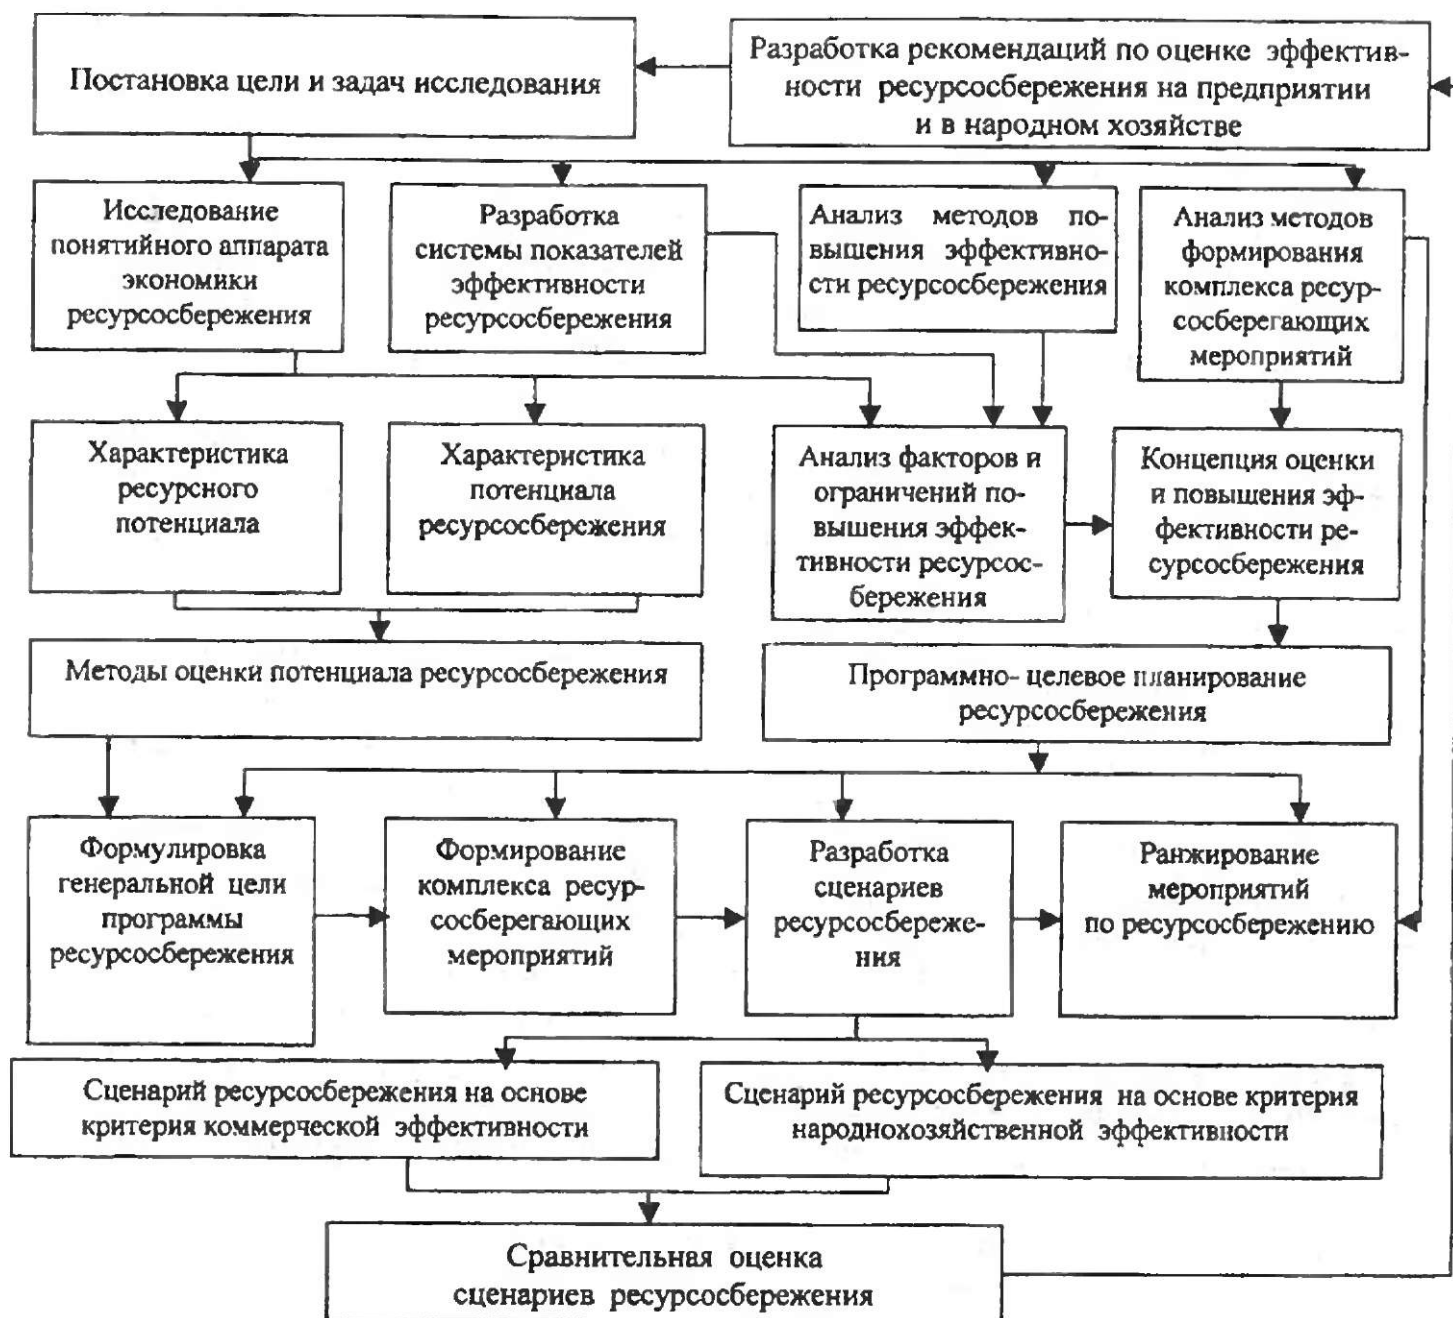 Постановка цели и задач исследования
Разработка рекомендаций по оценке эффектив-
ности ресурсосбережения на предприятии
и в народном хозяйстве
Исследование
понятийного аппарата
экономики
ресурсосбережения
Разработка
системы показателей
эффективности
ресурсосбережения
Анализ методов по-
вышения эффективно-
сти ресурсосбережения
Анализ методов
формирования
комплекса ресур-
сосберегающих
мероприятий
Характеристика
ресурсного
потенциала
Характеристика
потенциала
ресурсосбережения
Анализ факторов и
ограничений по-
вышения эффек-
тивности ресурсос-
бережения
Концепция оценки
и повышения эф-
фективности ре-
сурсосбережения
Методы оценки потенциала ресурсосбережения
Программно- целевое планирование
ресурсосбережения
Формулировка
генеральной цели
программы
ресурсосбережения
Формирование
комплекса ресур-
сосберегающих
мероприятий
Разработка
сценариев
ресурсосбереже-
ния
Ранжирование
мероприятий
по ресурсосбережению
Сценарий ресурсосбережения на основе
критерия коммерческой эффективности
Сценарий ресурсосбережения на основе критерия
народнохозяйственной эффективности
Сравнительная оценка
сценариев ресурсосбережения